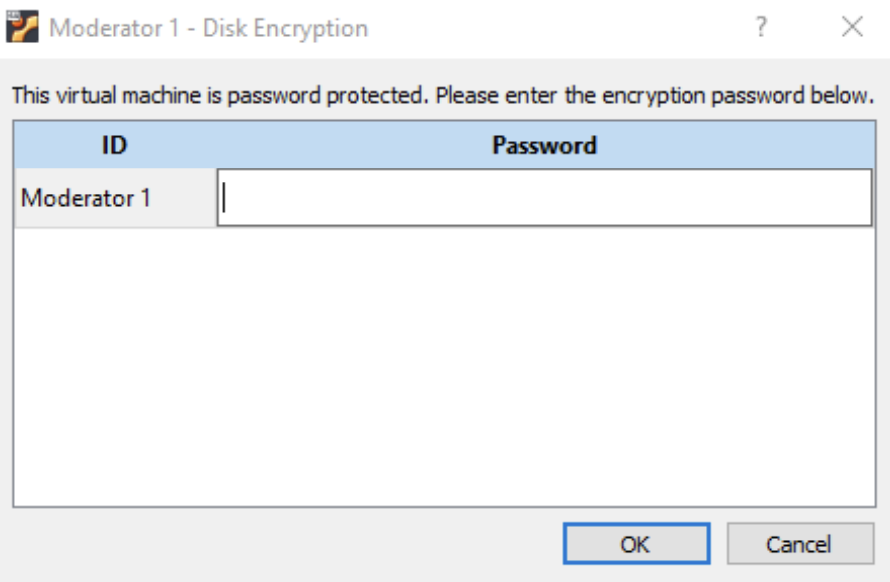 Moderator 1 - Disk Encryption
This virtual machine is password protected. Please enter the encryption password below.
ID Password
Moderator 1
OK Cancel